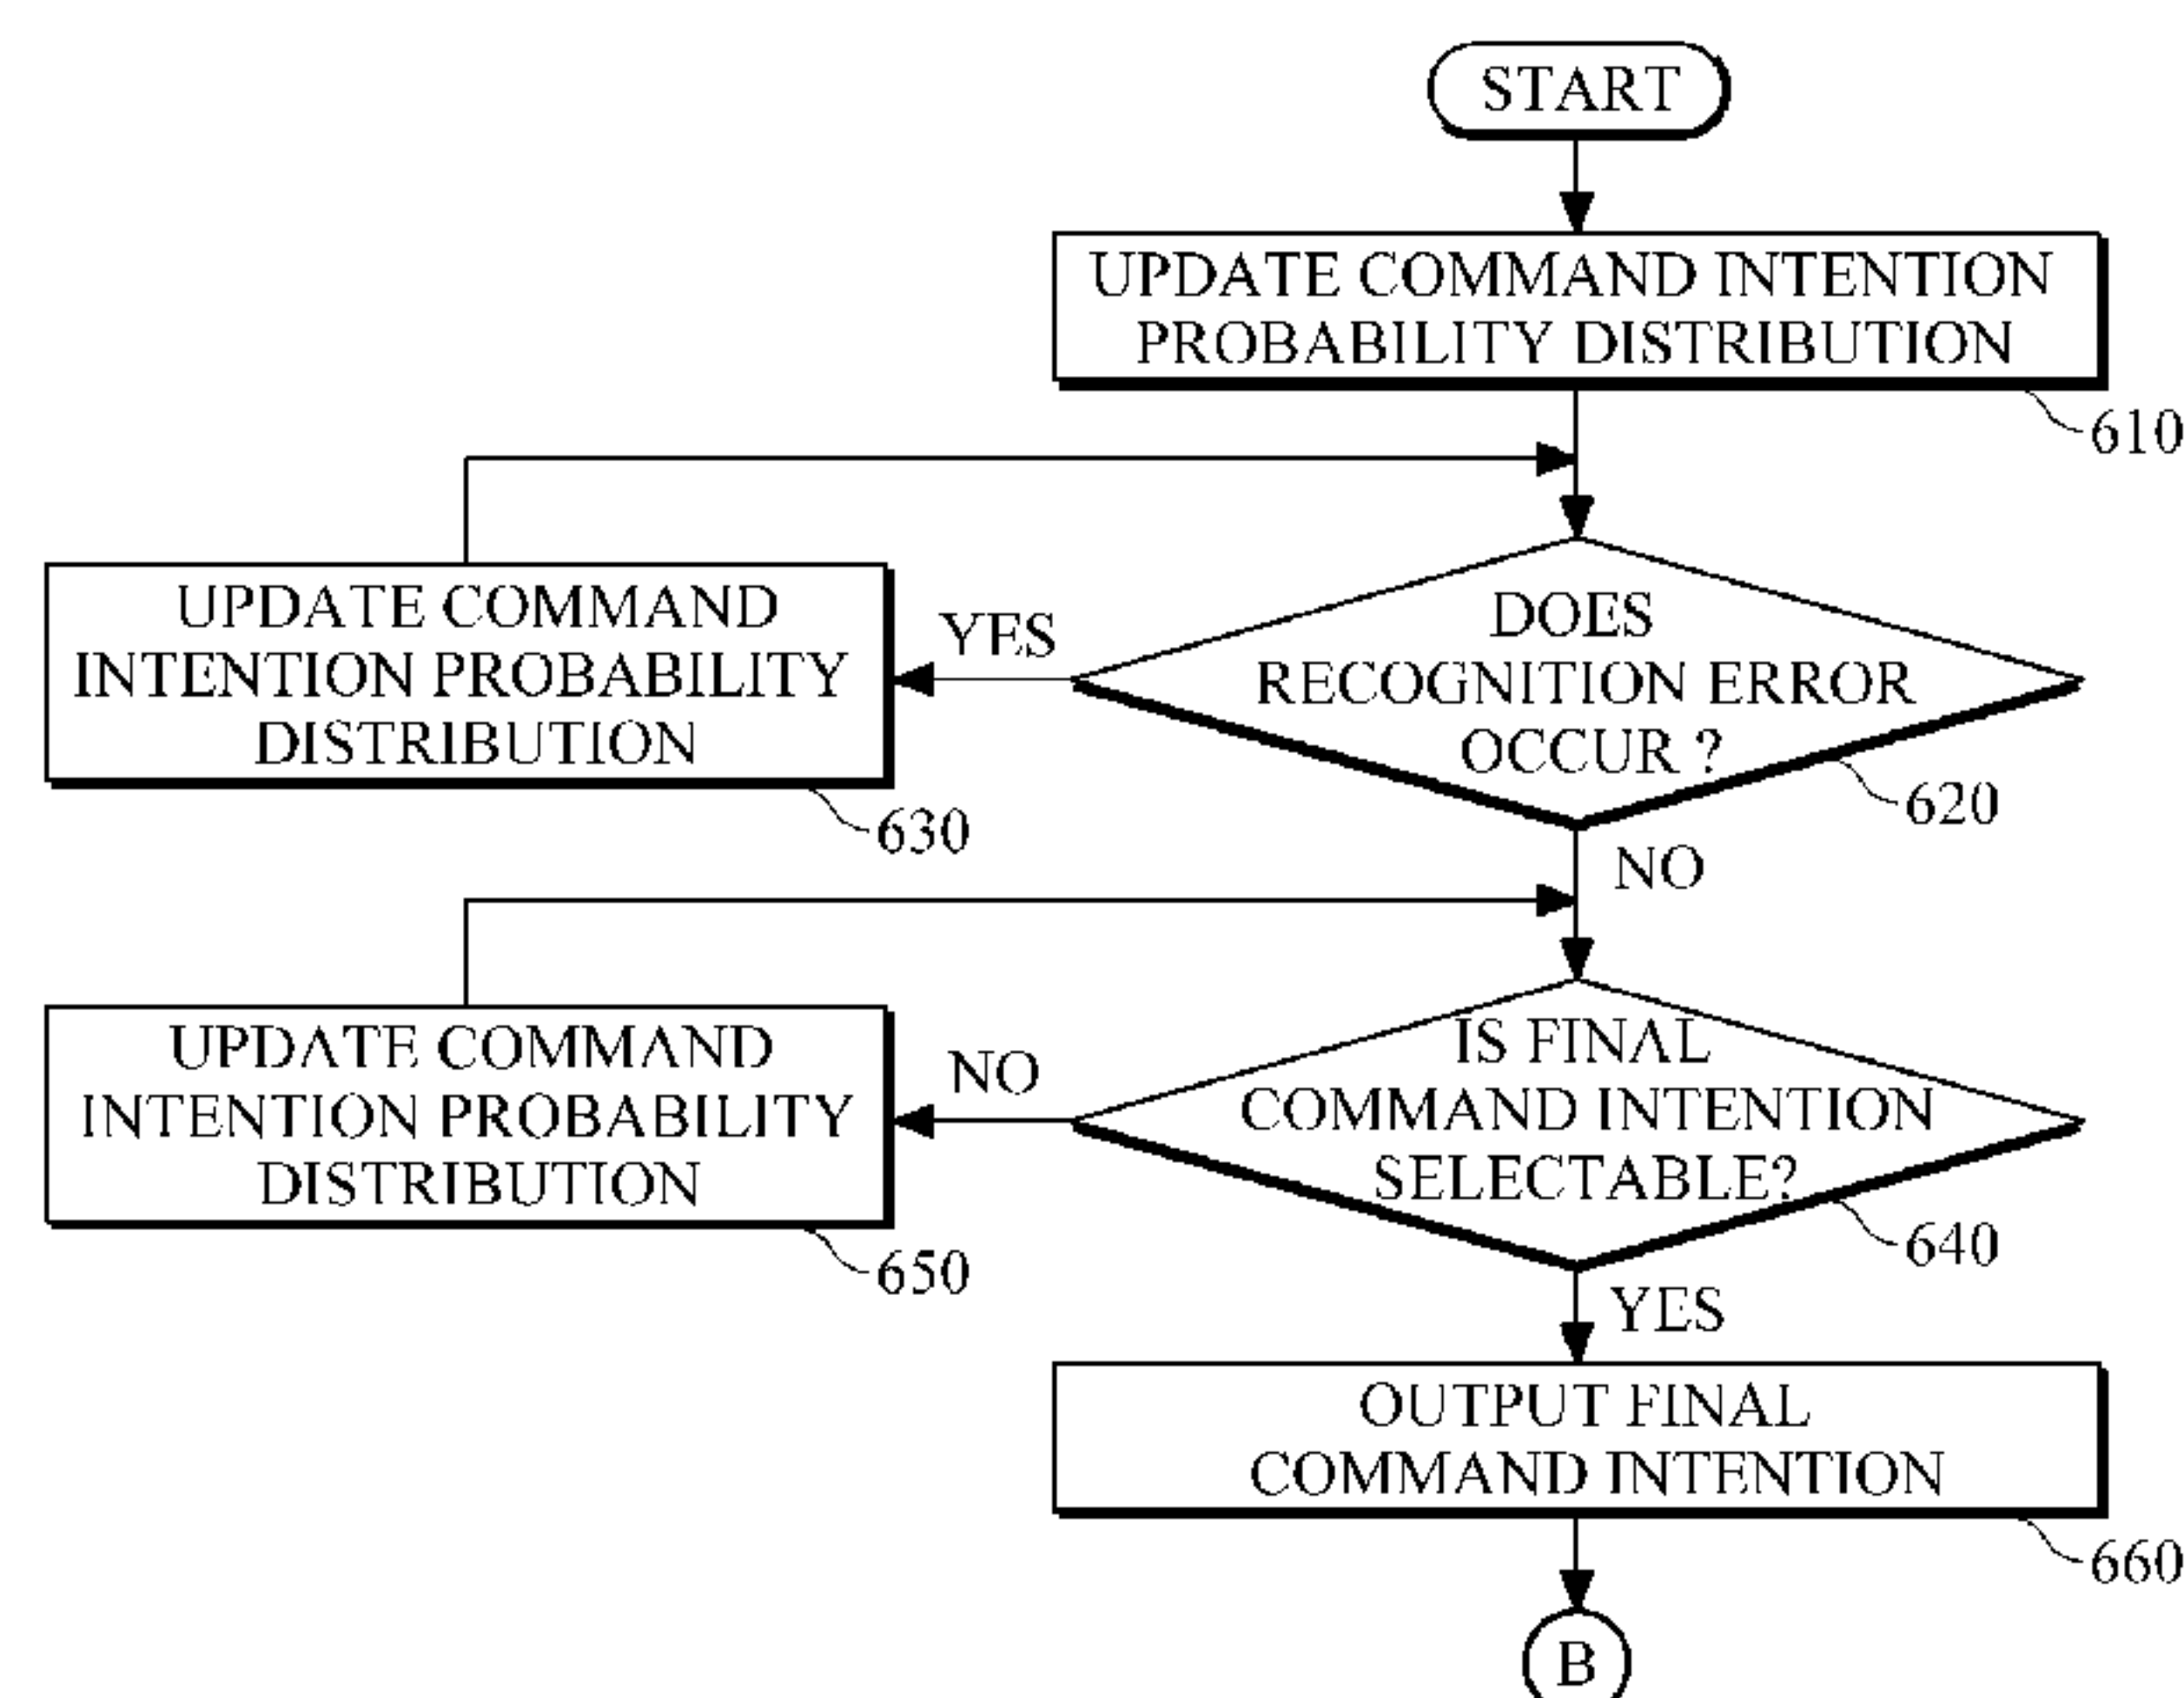 START
UPDATE COMMAND INTENTION
PROBABILITY DISTRIBUTION
610
DOES
RECOGNITION ERROR
OCCUR ?
620
YES
UPDATE COMMAND
INTENTION PROBABILITY
DISTRIBUTION
630
NO
IS FINAL
COMMAND INTENTION
SELECTABLE?
640
NO
UPDATE COMMAND
INTENTION PROBABILITY
DISTRIBUTION
650
YES
OUTPUT FINAL
COMMAND INTENTION
660
B